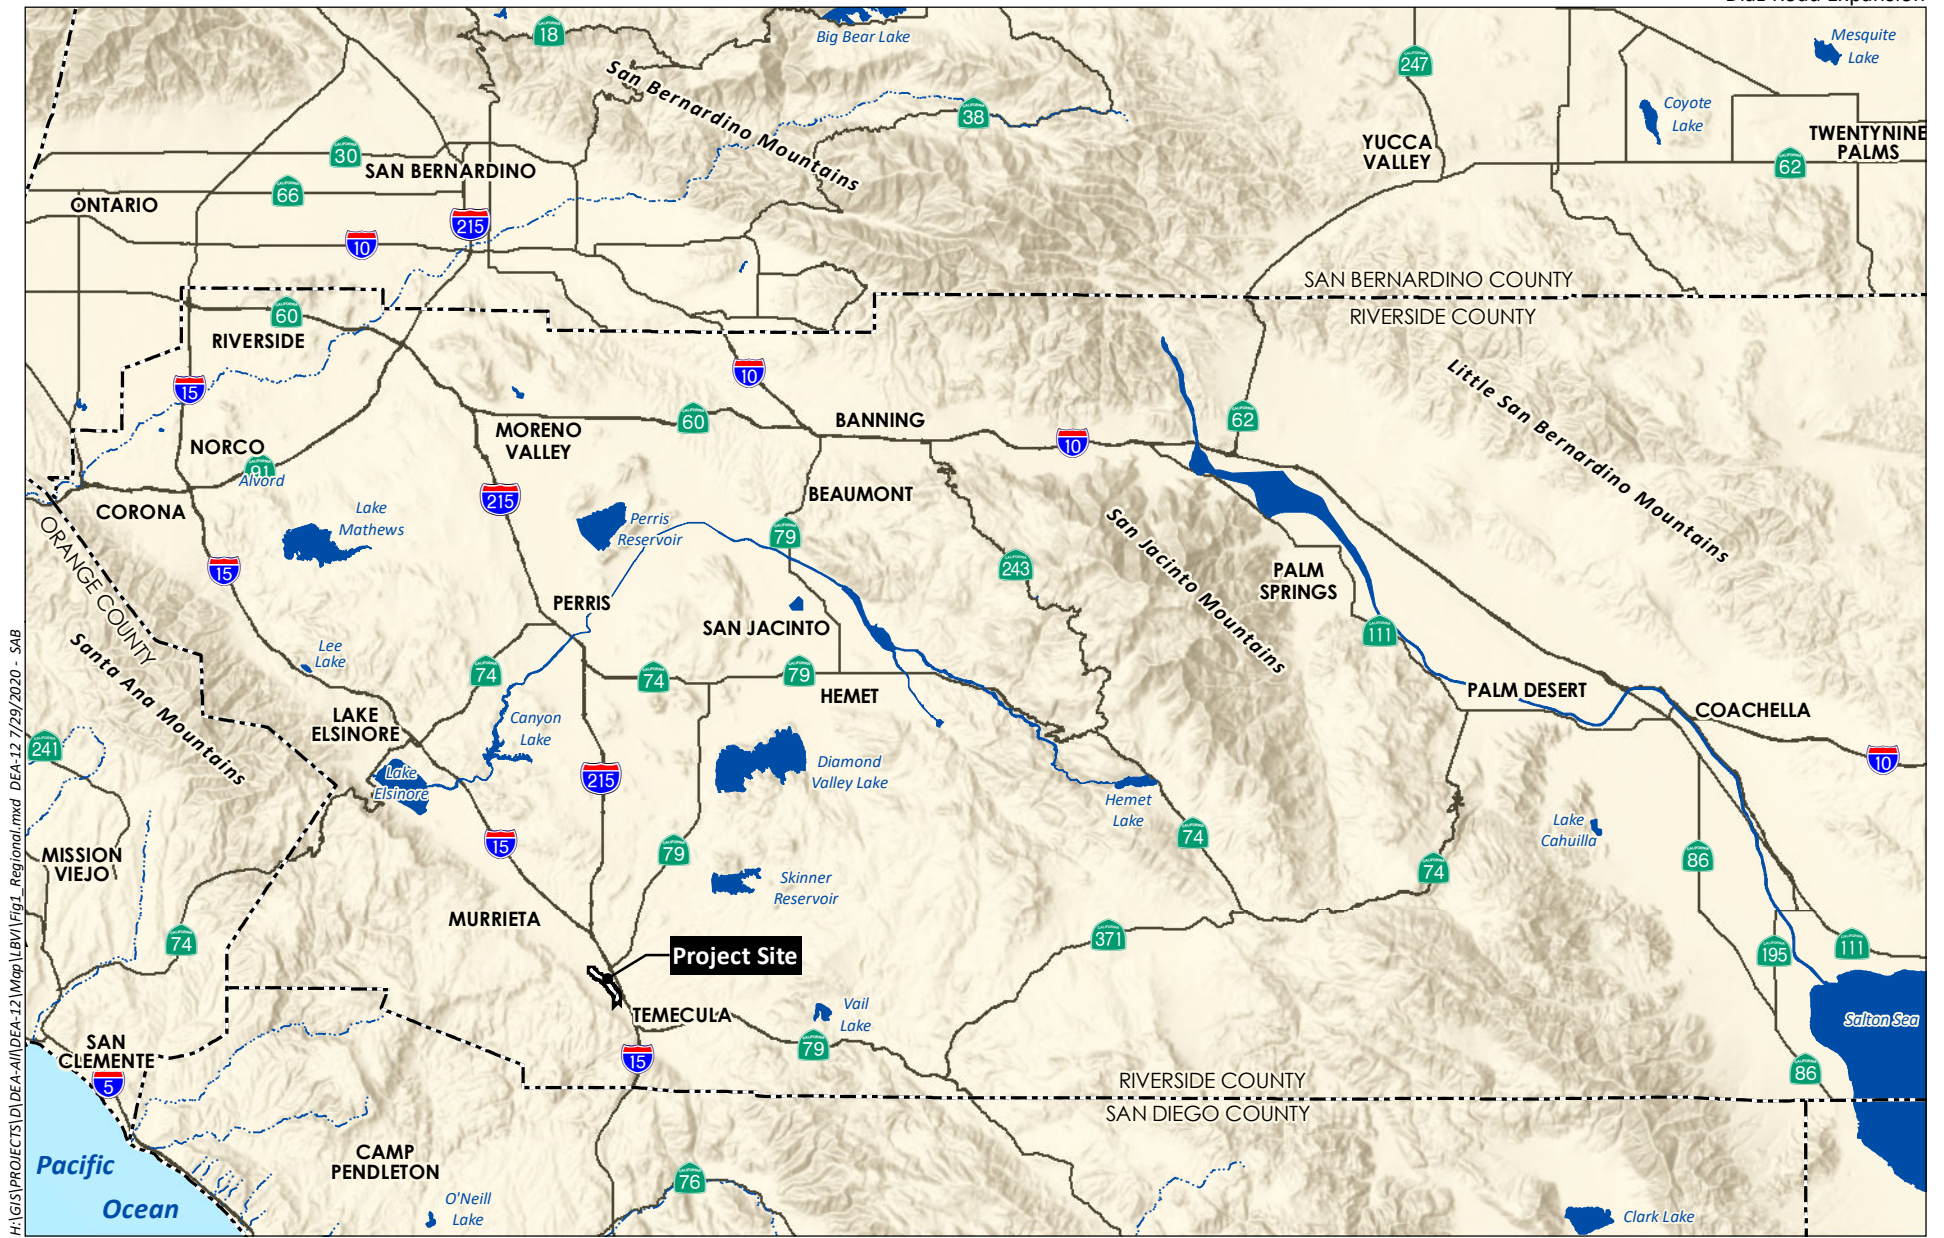 Diaz Road Expansion
18
Big Bear Lake
247
Mesquite
Lake
San Bernardino Mountains
38
Coyote
Lake
YUCCA
VALLEY
TWENTYNINE
PALMS
62
30
SAN BERNARDINO
66
ONTARIO
215
10
SAN BERNARDINO COUNTY
RIVERSIDE COUNTY
60
RIVERSIDE
15
10
Little San Bernardino Mountains
60
BANNING
62
MORENO
VALLEY
10
NORCO
91
Alvord
215
BEAUMONT
CORONA
Lake
Mathews
Perris
Reservoir
79
San Jacinto Mountains
ORANGE COUNTY
15
243
PALM
SPRINGS
PERRIS
SAN JACINTO
111
Lee
Lake
Santa Ana Mountains
74
74
79
HEMET
PALM DESERT
COACHELLA
LAKE
ELSINORE
Canyon
Lake
241
Lake
Elsinore
215
Diamond
Valley Lake
10
Hemet
Lake
15
79
74
Lake
Cahuilla
MISSION
VIEJO
86
74
Skinner
Reservoir
MURRIETA
74
371
195
111
Project Site
TEMECULA
Vail
Lake
Salton Sea
79
SAN
CLEMENTE
15
5
86
RIVERSIDE COUNTY
SAN DIEGO COUNTY
CAMP
PENDLETON
Pacific
Ocean
76
O'Neill
Lake
Clark Lake
H:\GIS\PROJECTS\D\DEA-All\DEA-12\Map\LBVI\Fig1_Regional.mxd DEA-12 7/29/2020 - SAB